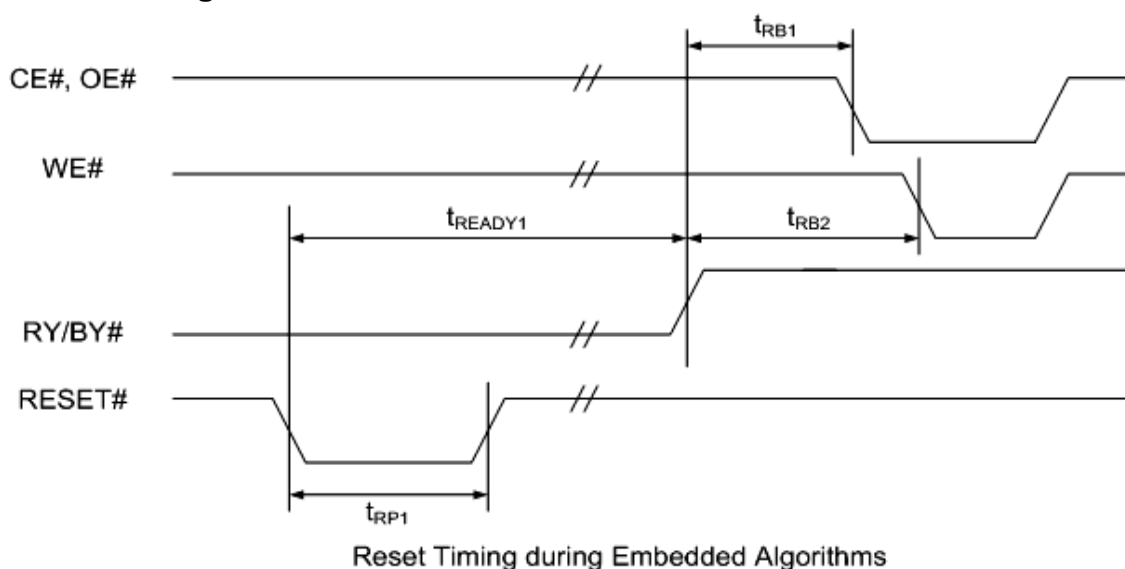 tRB1
CE#, OE#
WE#
tREADY1
tRB2
RY/BY#
RESET#
tRP1
Reset Timing during Embedded Algorithms